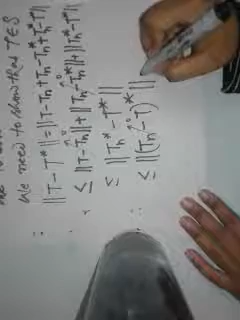 We need to show that T ∈ S
‖T - T*‖ = ‖T - Tn + Tn - Tn* + Tn* - T*‖
≤ ‖T - Tn‖ + ‖Tn - Tn*‖ + ‖Tn* - T*‖
≤ ‖Tn* - T*‖
≤ ‖(Tn - T)*‖